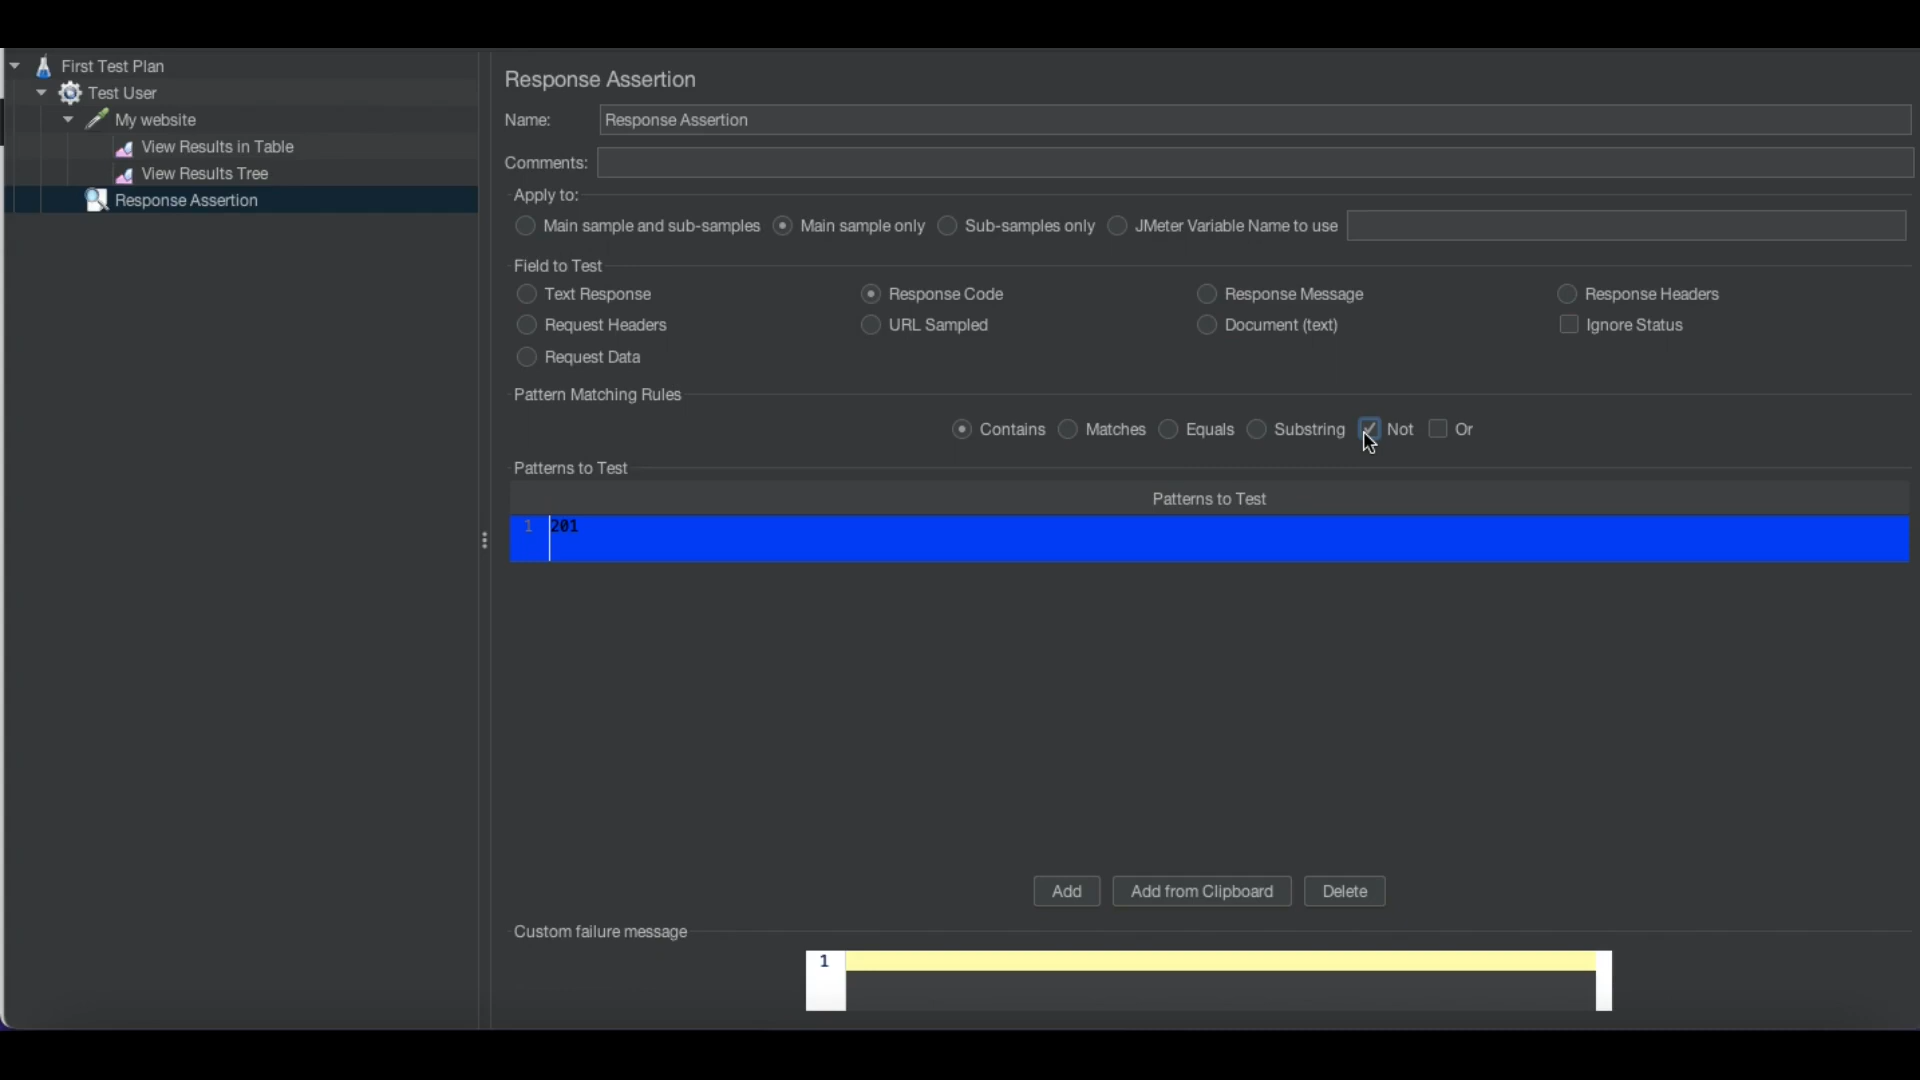 First Test Plan
Test User
My website
View Results in Table
View Results Tree
Response Assertion
Response Assertion
Name: Response Assertion
Comments:
Apply to:
Main sample and sub-samples Main sample only Sub-samples only JMeter Variable Name to use
Field to Test
Text Response Response Code Response Message Response Headers
Request Headers URL Sampled Document (text) Ignore Status
Request Data
Pattern Matching Rules
Contains Matches Equals Substring Not Or
Patterns to Test
Patterns to Test
1 201
Add Add from Clipboard Delete
Custom failure message
1